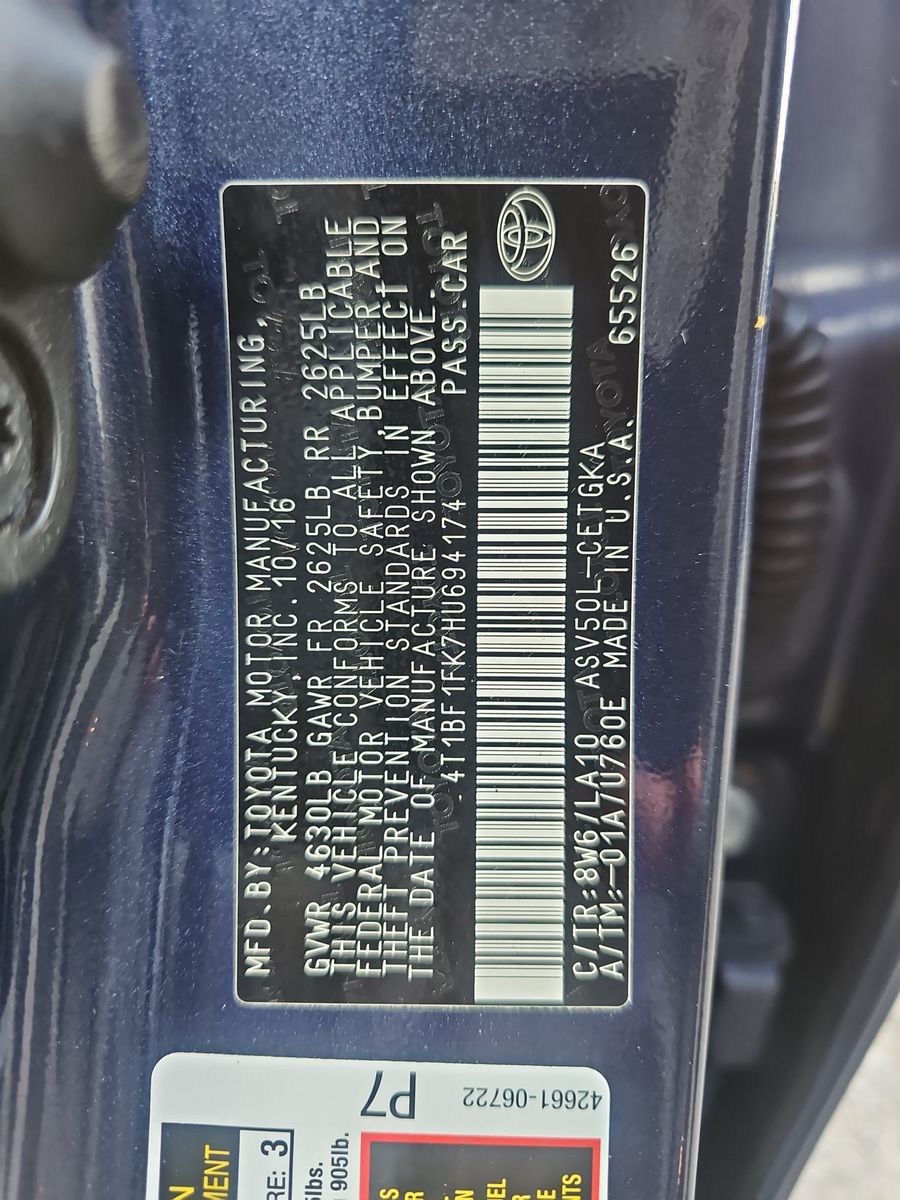 MFD.BY:TOYOTA MOTOR MANUFACTURING,
KENTUCKY,INC. 10/16
GVWR 4630LB GAWR FR 2625LB RR 2625LB
THIS VEHICLE CONFORMS TO ALL APPLICABLE
FEDERAL MOTOR VEHICLE SAFETY,BUMPER,AND
THEFT PREVENTION STANDARDS IN EFFECT ON
THE DATE OF MANUFACTURE SHOWN ABOVE.
4T1BF1FK7HU694174 PASS.CAR
C/TR:8W6/LA10 ASV50L-CETGKA
A/TM:-01A/U760E MADE IN U.S.A. 65526
P7
42661-06722
3
905lb.